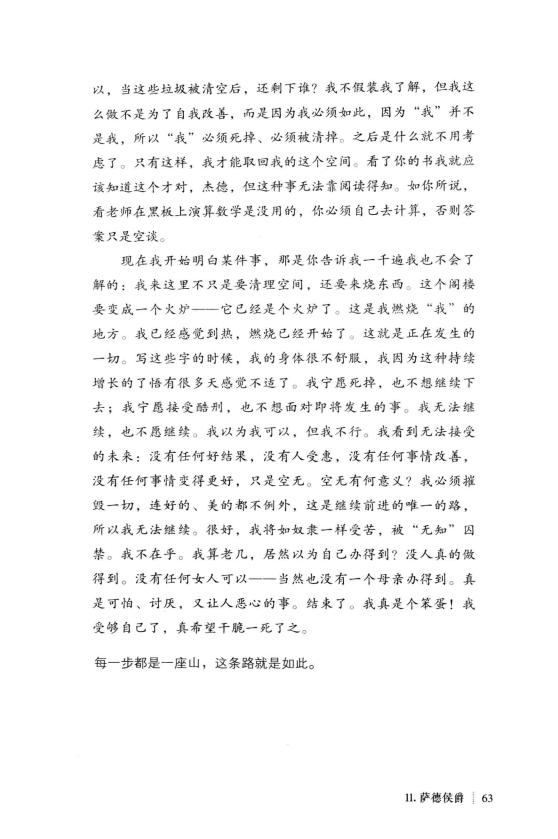 以，当这些垃圾被清空后，还剩下谁？我不假装我了解，但我这
么做不是为了自我改善，而是因为我必须如此，因为“我”并不
是我，所以“我”必须死掉、必须被清掉。之后是什么就不用考
虑了。只有这样，我才能取回我的这个空间。看了你的书我就应
该知道这个才对，杰德，但这种事无法靠阅读得知。如你所说，
看老师在黑板上演算数学是没用的，你必须自己去计算，否则答
案只是空谈。
现在我开始明白某件事，那是你告诉我一千遍我也不会了
解的：我来这里不只是要清理空间，还要来烧东西。这个阁楼
要变成一个火炉——它已经是个火炉了。这是我燃烧“我”的
地方。我已经感觉到热，燃烧已经开始了。这就是正在发生的
一切。写这些字的时候，我的身体很不舒服，我因为这种持续
增长的了悟有很多天感觉不适了。我宁愿死掉，也不想继续下
去；我宁愿接受酷刑，也不想面对即将发生的事。我无法继
续，也不愿继续。我以为我可以，但我不行。我看到无法接受
的未来：没有任何好结果，没有人受惠，没有任何事情改善，
没有任何事情变得更好，只是空无。空无有何意义？我必须摧
毁一切，连好的、美的都不例外，这是继续前进的唯一的路，
所以我无法继续。很好，我将如奴隶一样受苦，被“无知”囚
禁。我不在乎。我算老几，居然以为自己办得到？没人真的做
得到。没有任何女人可以——当然也没有一个母亲办得到。真
是可怕、讨厌，又让人恶心的事。结束了。我真是个笨蛋！我
受够自己了，真希望干脆一死了之。
每一步都是一座山，这条路就是如此。
11. 萨德侯爵 63